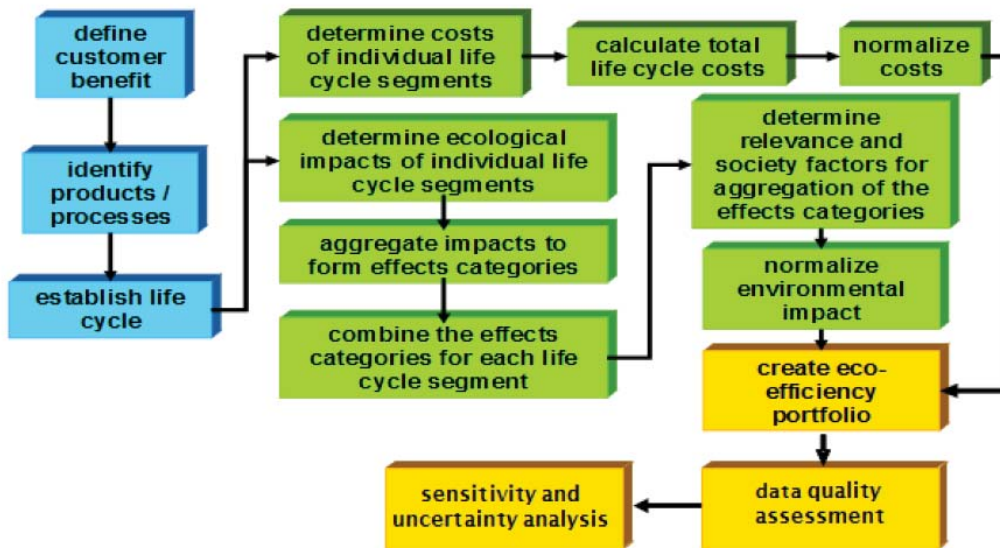 define
customer
benefit
identify
products /
processes
establish life
cycle
determine costs
of individual life
cycle segments
calculate total
life cycle costs
normalize
costs
determine ecological
impacts of individual life
cycle segments
aggregate impacts to
form effects categories
combine the effects
categories for each life
cycle segment
determine
relevance and
society factors for
aggregation of the
effects categories
normalize
environmental
impact
create eco-
efficiency
portfolio
data quality
assessment
sensitivity and
uncertainty analysis